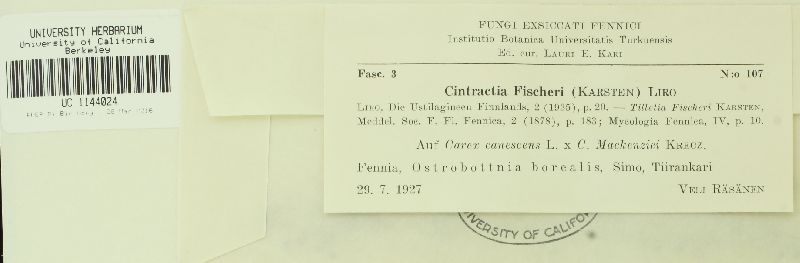 UNIVERSITY HERBARIUM
University of California
Berkeley
UC 1144024
FUNGI EXSICCATI FENNICI
Institutio Botanica Universitatis Turkuensis
Ed. cur. LAURI E. KARI
Fasc. 3 N:o 107
Cintractia Fischeri (KARSTEN) LIRO
LIRO, Die Ustilagineen Finnlands, 2 (1935), p. 20. — Tilletia Fischeri KARSTEN,
Meddel. Soc. F. Fl. Fennica, 2 (1878), p. 183; Mycologia Fennica, IV, p. 10.
Auf Carex canescens L. x C. Mackenziei KRECZ.
Fennia, Ostrobottnia borealis, Simo, Tiirankari
29. 7. 1927 VELI RÄSÄNEN
UNIVERSITY OF CALIFO